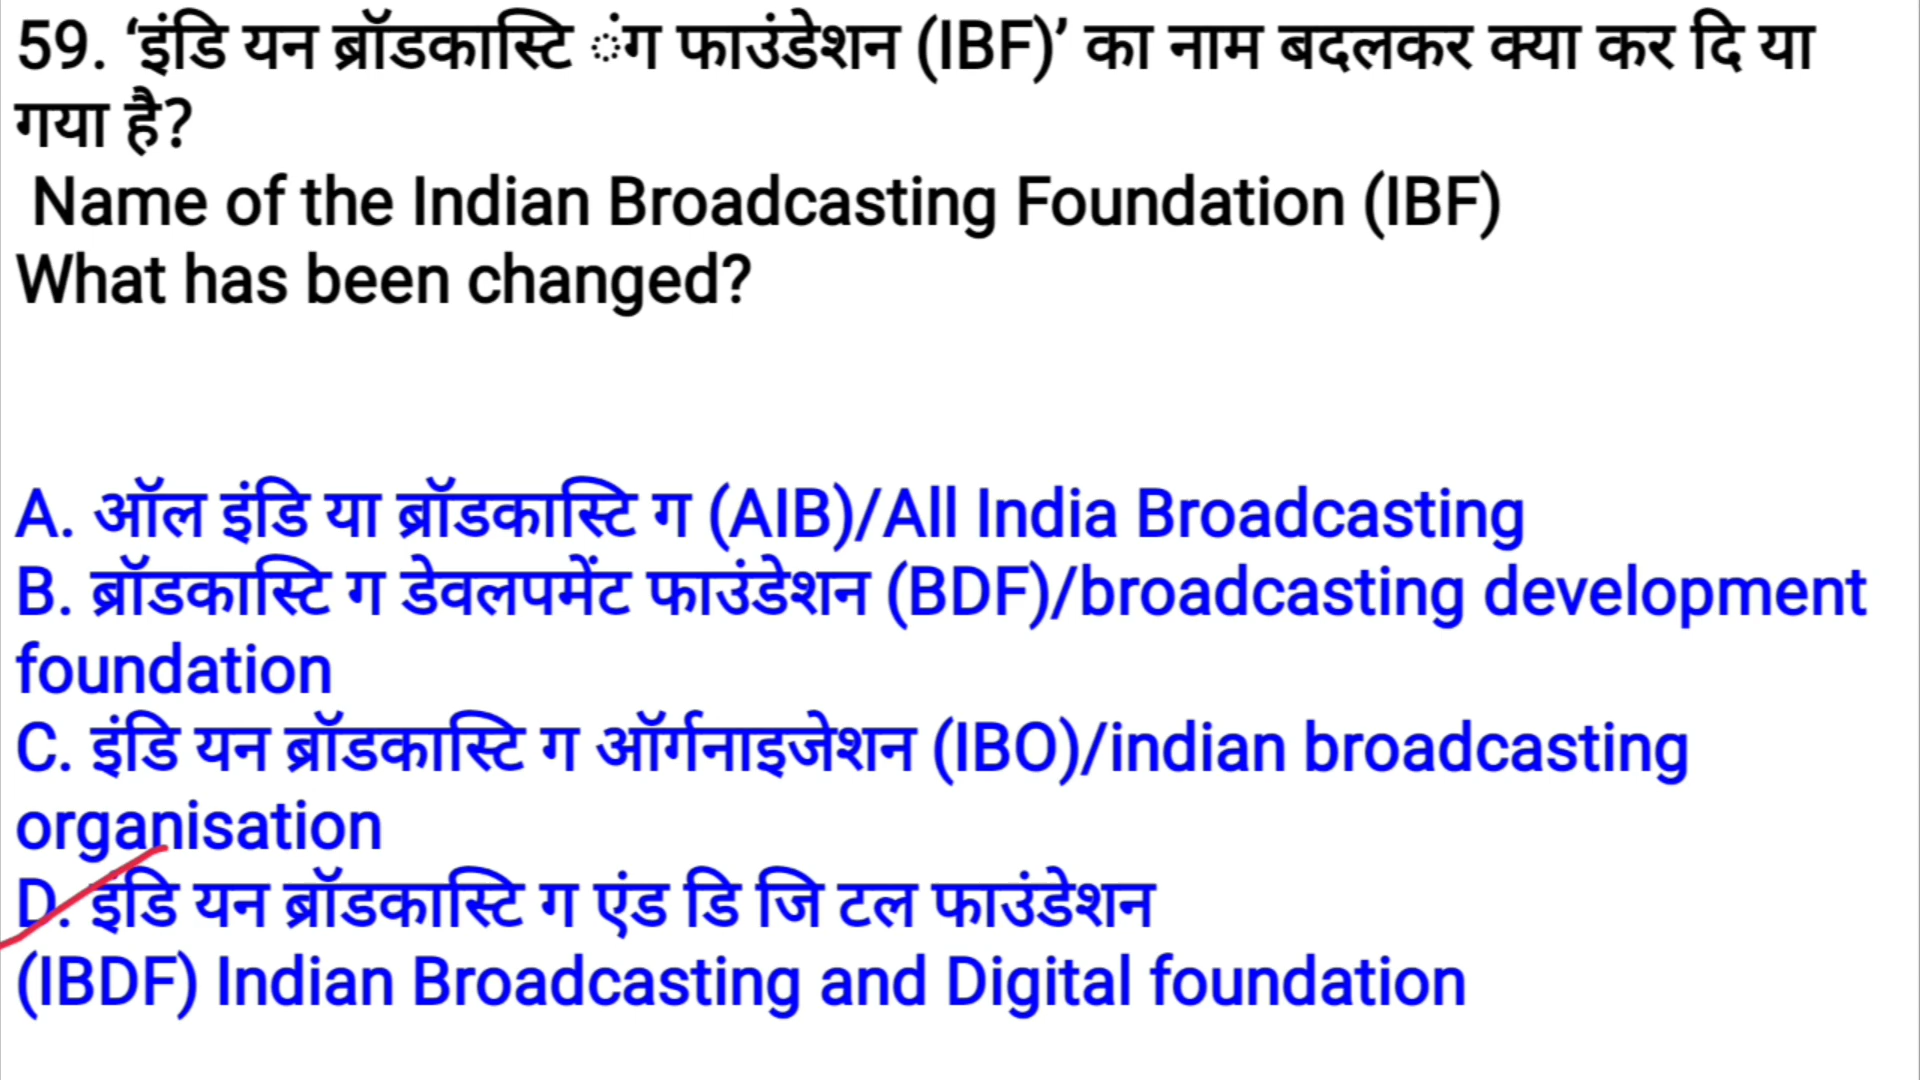 59. ‘इंडि यन ब्रॉडकास्टि ंग फाउंडेशन (IBF)’ का नाम बदलकर क्या कर दि या
गया है?
Name of the Indian Broadcasting Foundation (IBF)
What has been changed?
A. ऑल इंडि या ब्रॉडकास्टि ग (AIB)/All India Broadcasting
B. ब्रॉडकास्टि ग डेवलपमेंट फाउंडेशन (BDF)/broadcasting development
foundation
C. इंडि यन ब्रॉडकास्टि ग ऑर्गनाइजेशन (IBO)/indian broadcasting
organisation
D. इंडि यन ब्रॉडकास्टि ग एंड डि जि टल फाउंडेशन
(IBDF) Indian Broadcasting and Digital foundation